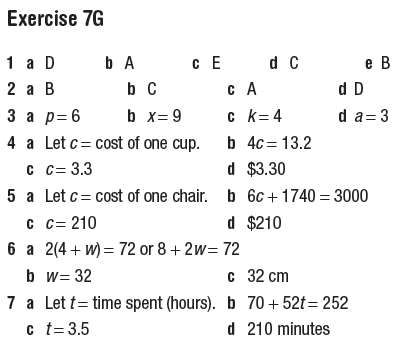 Exercise 7G
1 a D b A c E d C e B
2 a B b C c A d D
3 a p = 6 b x = 9 c k = 4 d a = 3
4 a Let c = cost of one cup. b 4c = 13.2
c c = 3.3 d $3.30
5 a Let c = cost of one chair. b 6c + 1740 = 3000
c c = 210 d $210
6 a 2(4 + w) = 72 or 8 + 2w = 72
b w = 32 c 32 cm
7 a Let t = time spent (hours). b 70 + 52t = 252
c t = 3.5 d 210 minutes